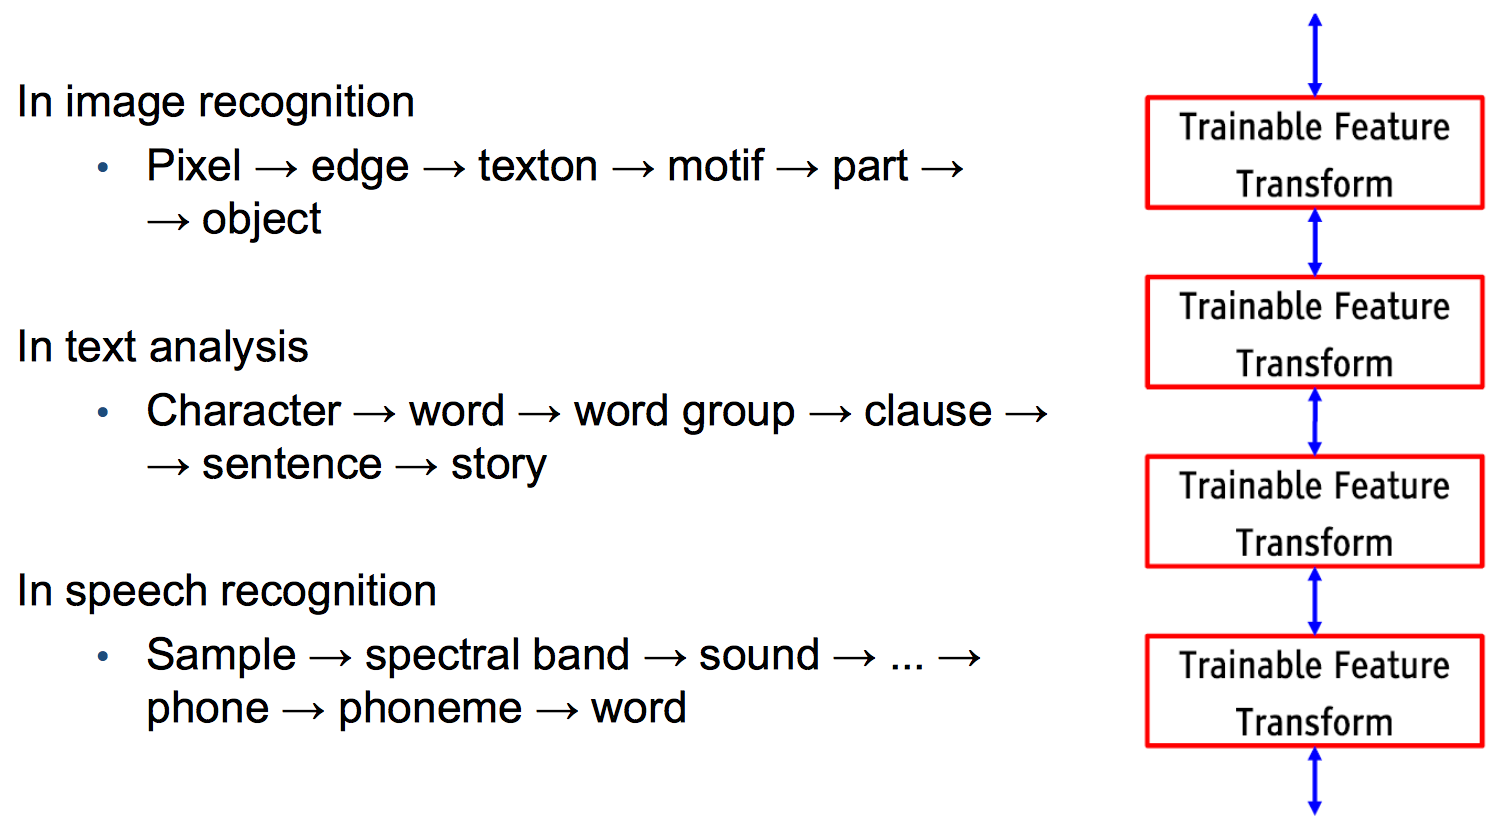 In image recognition
• Pixel → edge → texton → motif → part →
→ object
In text analysis
• Character → word → word group → clause →
→ sentence → story
In speech recognition
• Sample → spectral band → sound → ... →
phone → phoneme → word
Trainable Feature
Transform
Trainable Feature
Transform
Trainable Feature
Transform
Trainable Feature
Transform